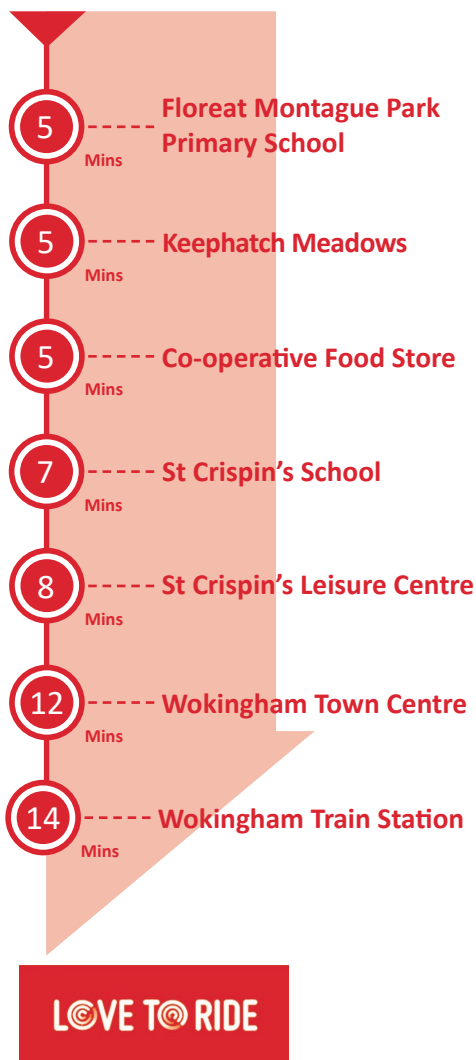 5
Mins
Floreat Montague Park
Primary School
5
Mins
Keephatch Meadows
5
Mins
Co-operative Food Store
7
Mins
St Crispin's School
8
Mins
St Crispin's Leisure Centre
12
Mins
Wokingham Town Centre
14
Mins
Wokingham Train Station
LOVE TO RIDE